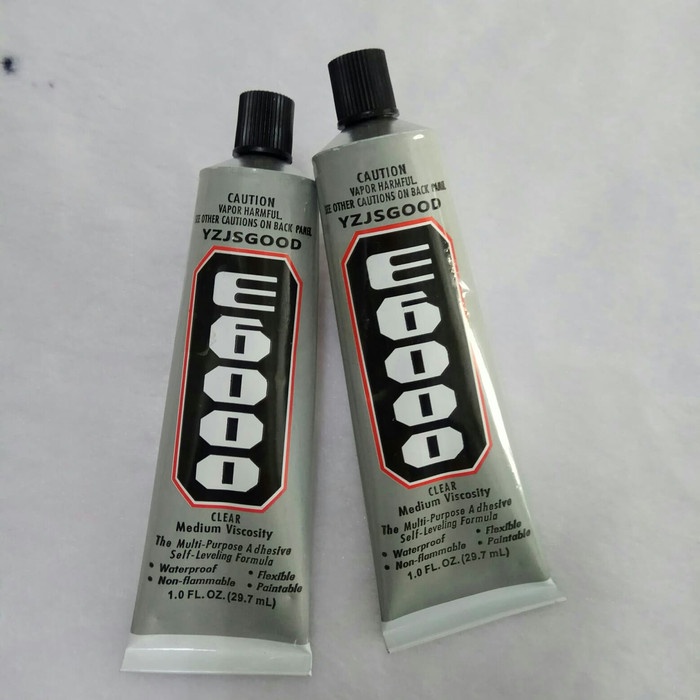 CAUTION
VAPOR HARMFUL.
SEE OTHER CAUTIONS ON BACK PANEL
YZJSGOOD
E6000
CLEAR
Medium Viscosity
The Multi-Purpose Adhesive
Self-Leveling Formula
• Waterproof • Flexible
• Non-flammable • Paintable
1.0 FL. OZ. (29.7 mL)
CAUTION
VAPOR HARMFUL.
SEE OTHER CAUTIONS ON BACK PANEL
YZJSGOOD
E6000
CLEAR
Medium Viscosity
The Multi-Purpose Adhesive
Self-Leveling Formula
• Waterproof • Flexible
• Non-flammable • Paintable
1.0 FL. OZ. (29.7 mL)